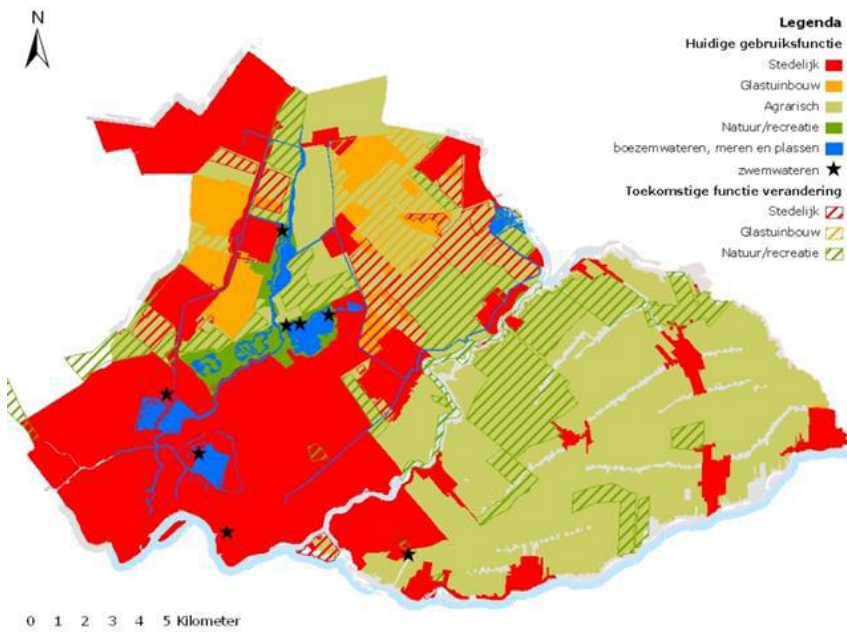 N
Legenda
Huidige gebruiksfunctie
Stedelijk
Glastuinbouw
Agrarisch
Natuur/recreatie
boezemwateren, meren en plassen
zwemwateren
Toekomstige functie verandering
Stedelijk
Glastuinbouw
Natuur/recreatie
0 1 2 3 4 5 Kilometer